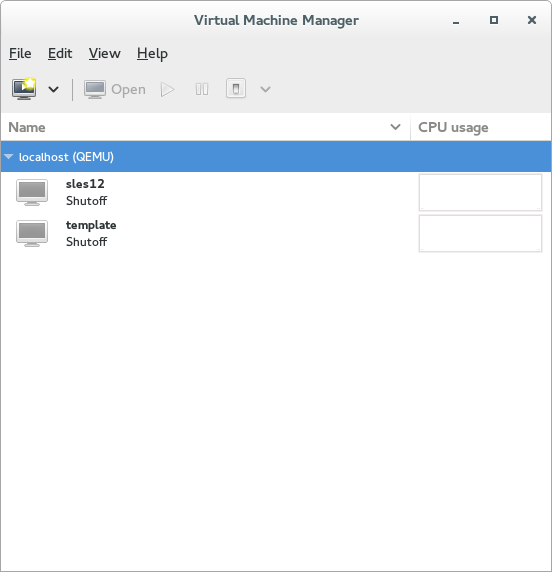 Virtual Machine Manager
File Edit View Help
Open
Name CPU usage
localhost (QEMU)
sles12
Shutoff
template
Shutoff